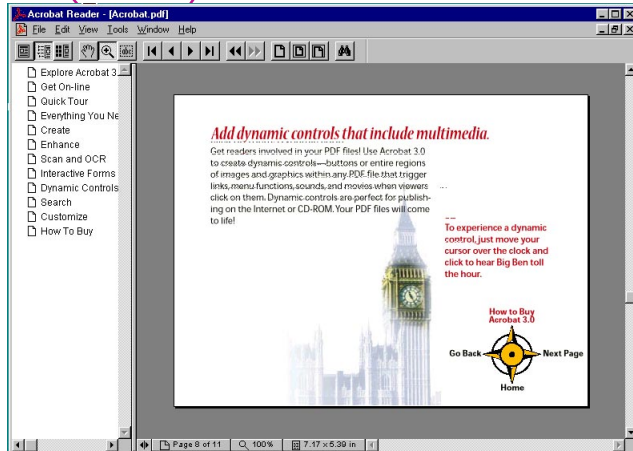 Acrobat Reader - [Acrobat.pdf]
File Edit View Tools Window Help
Explore Acrobat 3.
Get On-line
Quick Tour
Everything You Ne
Create
Enhance
Scan and OCR
Interactive Forms
Dynamic Controls
Search
Customize
How To Buy
Add dynamic controls that include multimedia.
Get readers involved in your PDF files! Use Acrobat 3.0
to create dynamic controls—buttons or entire regions
of images and graphics within any PDF file that trigger
links, menu functions, sounds, and movies when viewers
click on them. Dynamic controls are perfect for publish-
ing on the Internet or CD-ROM. Your PDF files will come
to life!
To experience a dynamic
control, just move your
cursor over the clock and
click to hear Big Ben toll
the hour.
How to Buy
Acrobat 3.0
Go Back
Next Page
Home
Page 8 of 11
100%
7.17 x 5.39 in